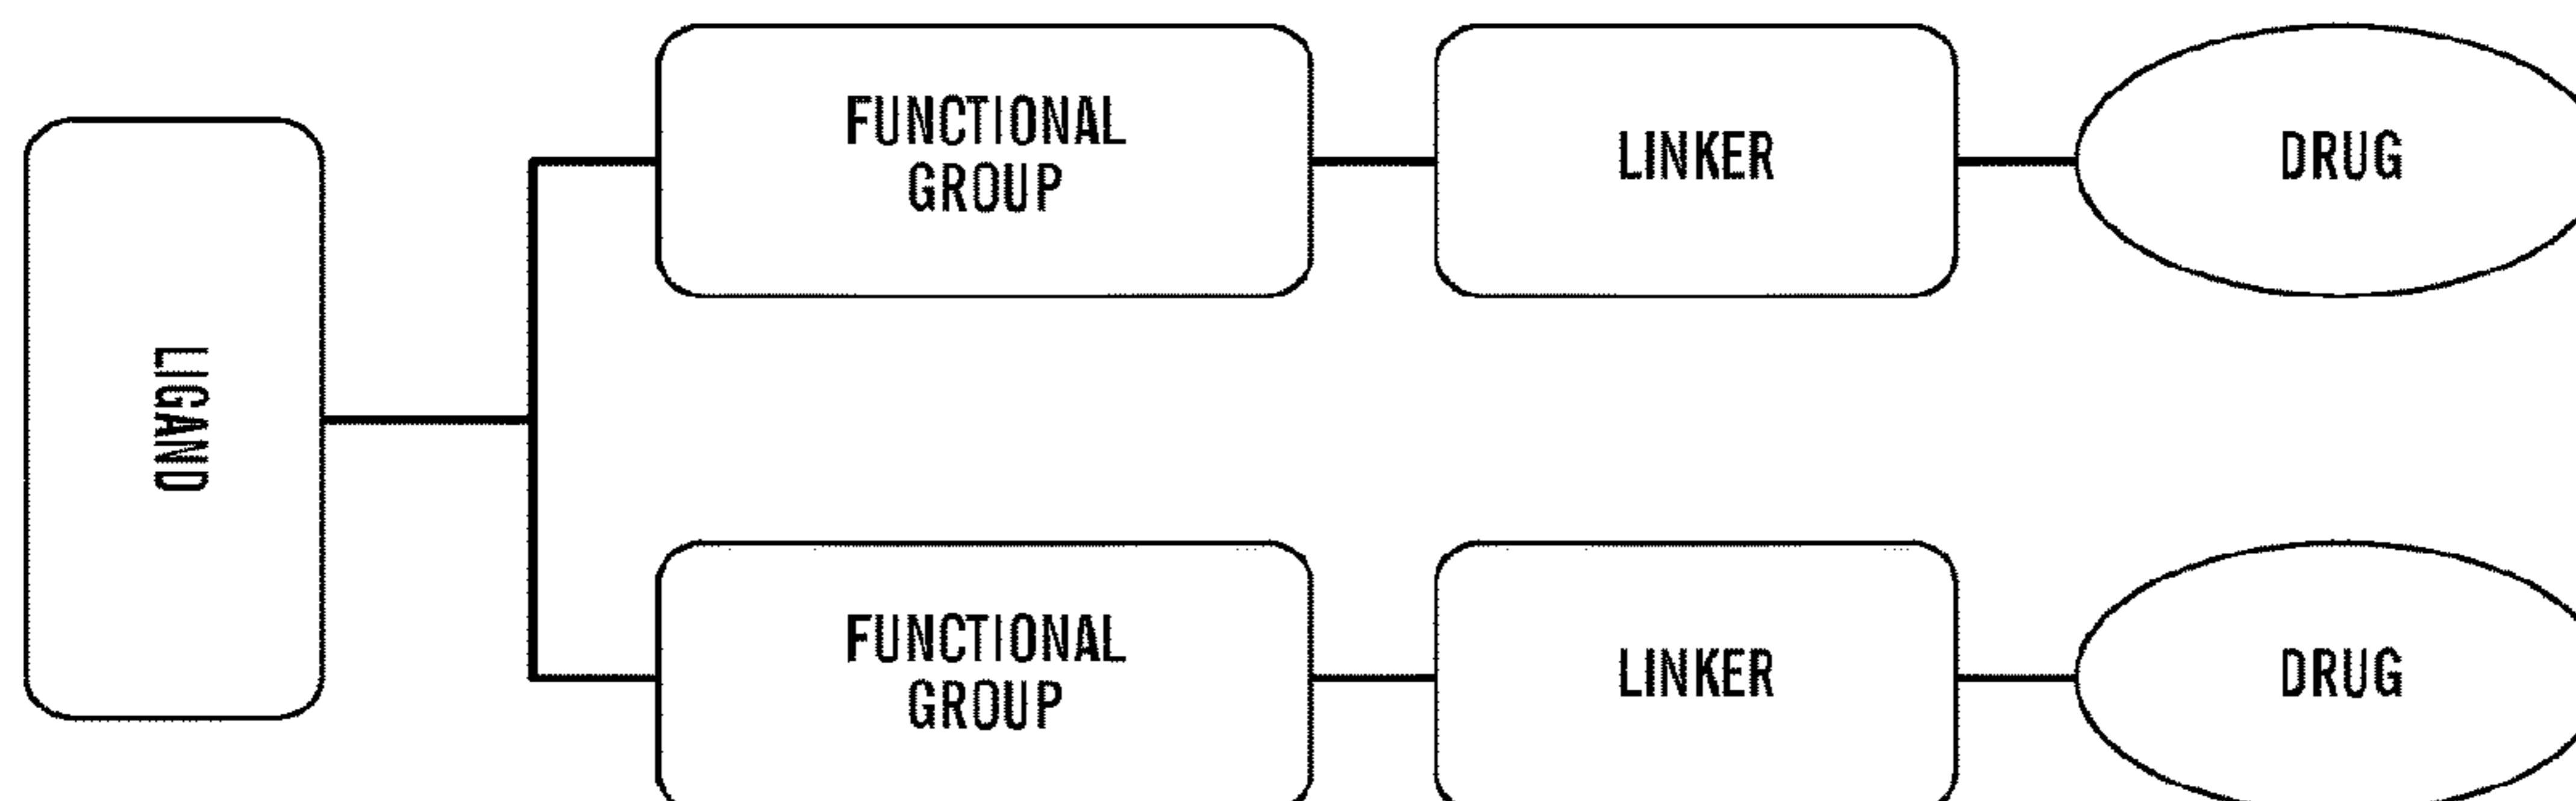 LIGAND
FUNCTIONAL
GROUP
LINKER
DRUG
FUNCTIONAL
GROUP
LINKER
DRUG